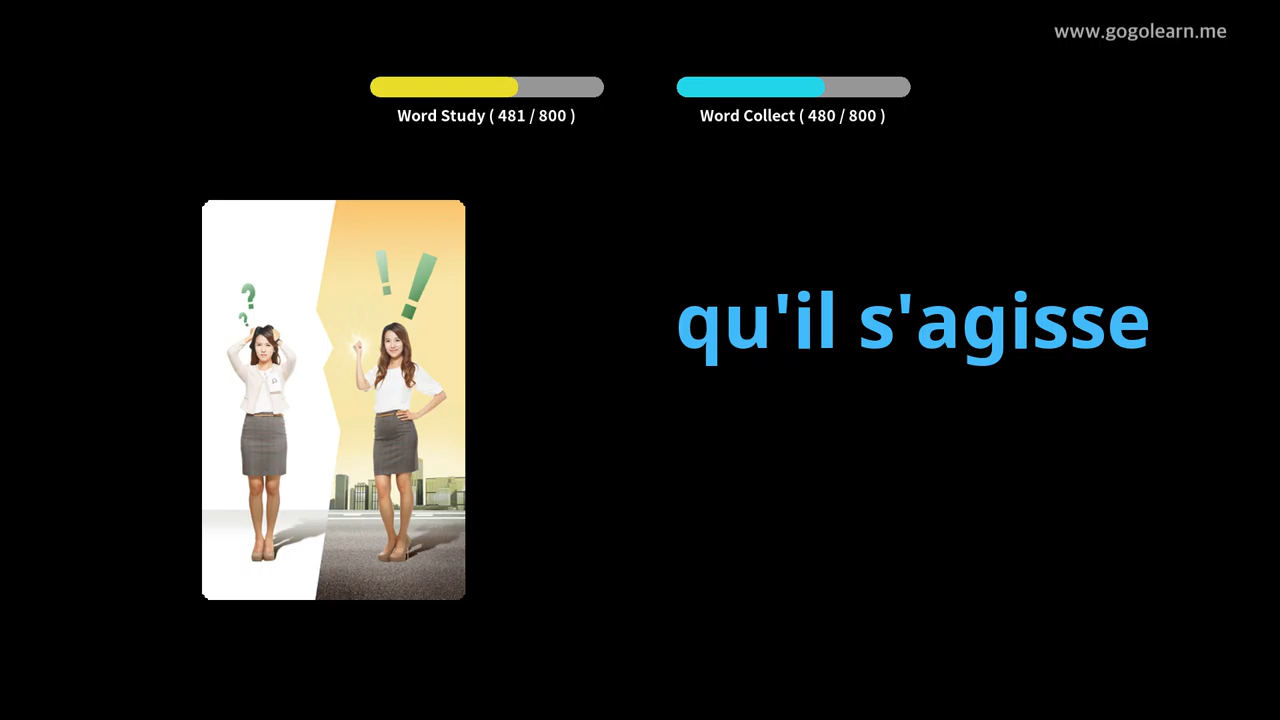 www.gogolearn.me
Word Study ( 481 / 800 )
Word Collect ( 480 / 800 )
? ?
! !
qu'il s'agisse